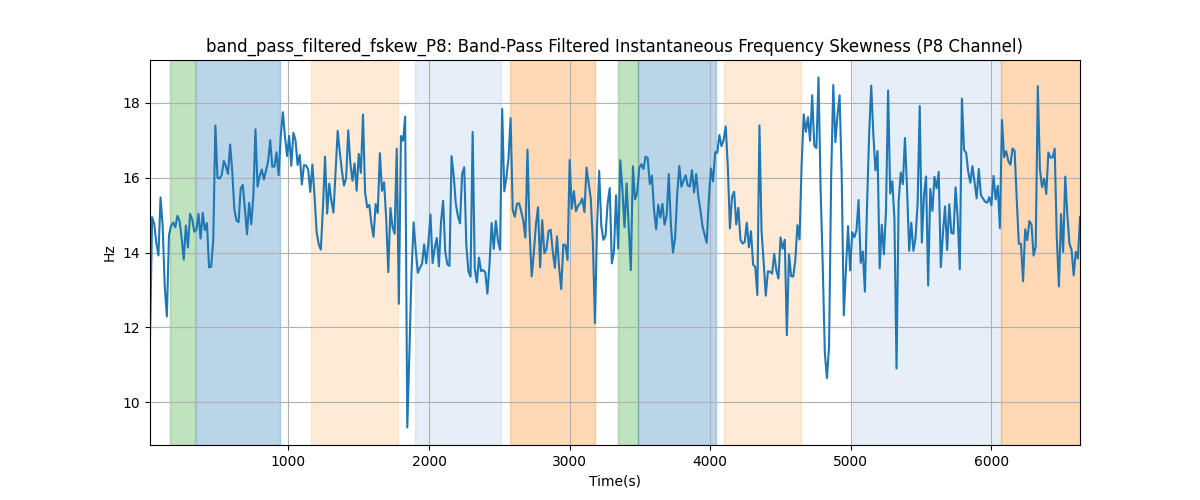 band_pass_filtered_fskew_P8: Band-Pass Filtered Instantaneous Frequency Skewness (P8 Channel)
18
16
14
12
10
Hz
1000 2000 3000 4000 5000 6000
Time(s)